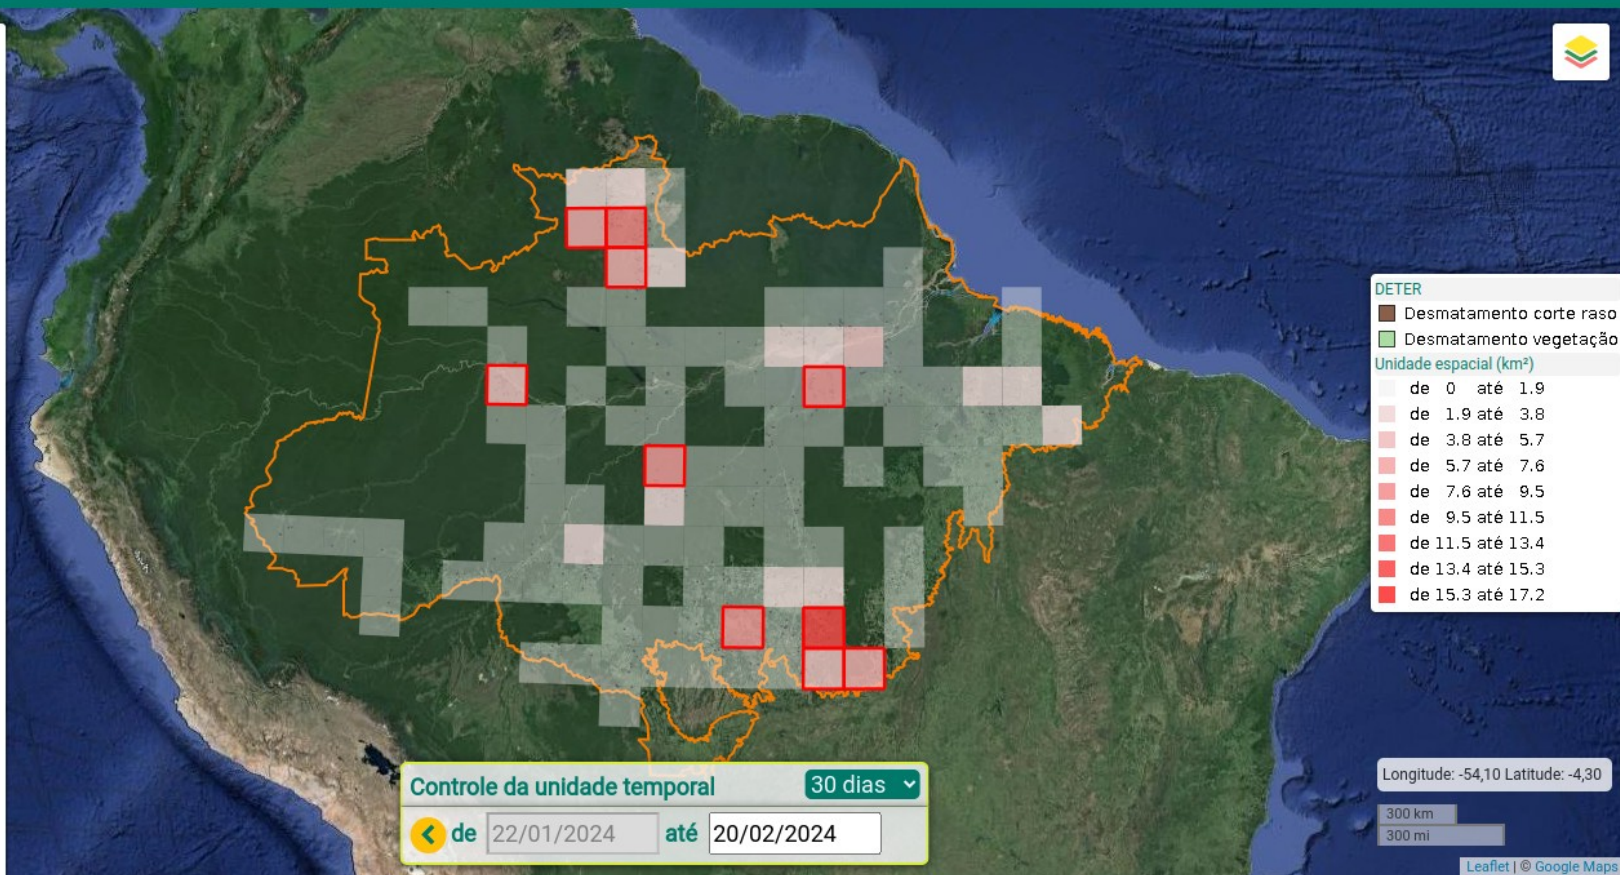 DETER
Desmatamento corte raso
Desmatamento vegetação
Unidade espacial (km²)
de 0 até 1.9
de 1.9 até 3.8
de 3.8 até 5.7
de 5.7 até 7.6
de 7.6 até 9.5
de 9.5 até 11.5
de 11.5 até 13.4
de 13.4 até 15.3
de 15.3 até 17.2
Longitude: -54,10 Latitude: -4,30
Controle da unidade temporal 30 dias
de 22/01/2024 até 20/02/2024
300 km
300 mi
Leaflet | © Google Maps